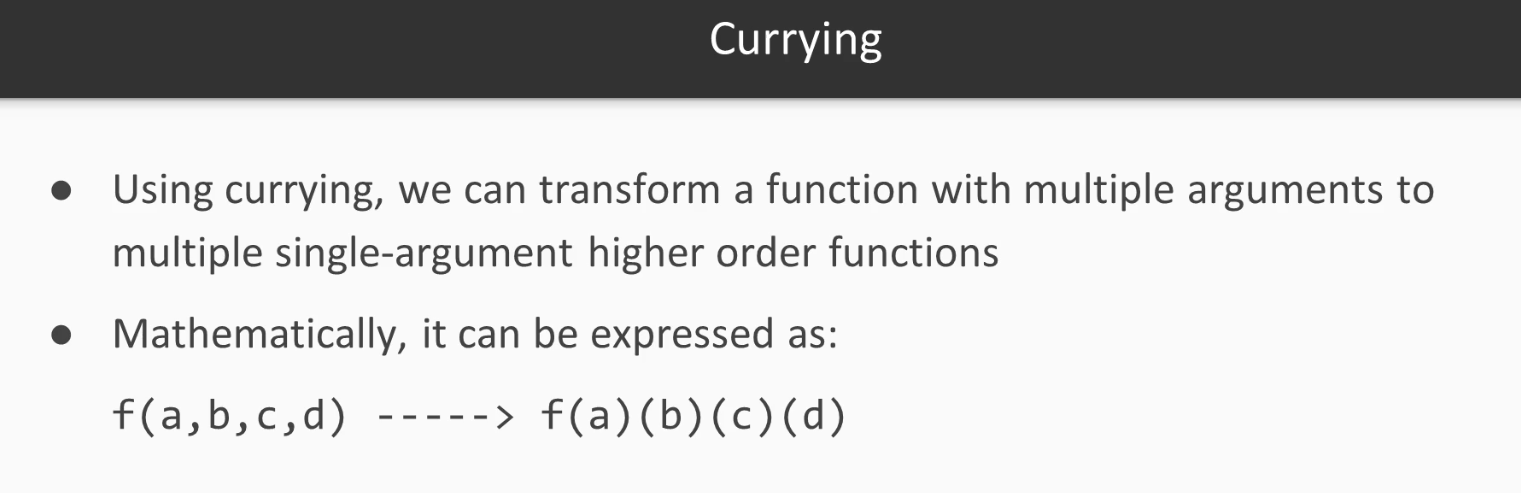 Currying
● Using currying, we can transform a function with multiple arguments to
multiple single-argument higher order functions
● Mathematically, it can be expressed as:
f(a,b,c,d) -----> f(a)(b)(c)(d)